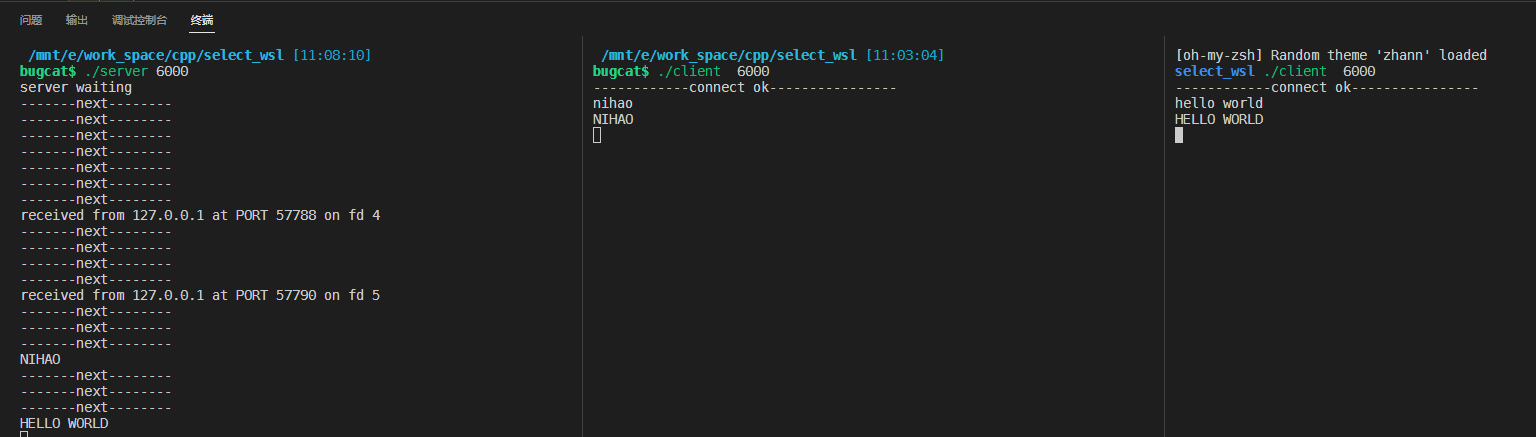 问题 输出 调试控制台 终端
/mnt/e/work_space/cpp/select_wsl [11:08:10]
bugcat$ ./server 6000
server waiting
-------next--------
-------next--------
-------next--------
-------next--------
-------next--------
-------next--------
-------next--------
received from 127.0.0.1 at PORT 57788 on fd 4
-------next--------
-------next--------
-------next--------
-------next--------
received from 127.0.0.1 at PORT 57790 on fd 5
-------next--------
-------next--------
-------next--------
NIHAO
-------next--------
-------next--------
-------next--------
HELLO WORLD
/mnt/e/work_space/cpp/select_wsl [11:03:04]
bugcat$ ./client  6000
------------connect ok----------------
nihao
NIHAO
[oh-my-zsh] Random theme 'zhann' loaded
select_wsl ./client  6000
------------connect ok----------------
hello world
HELLO WORLD